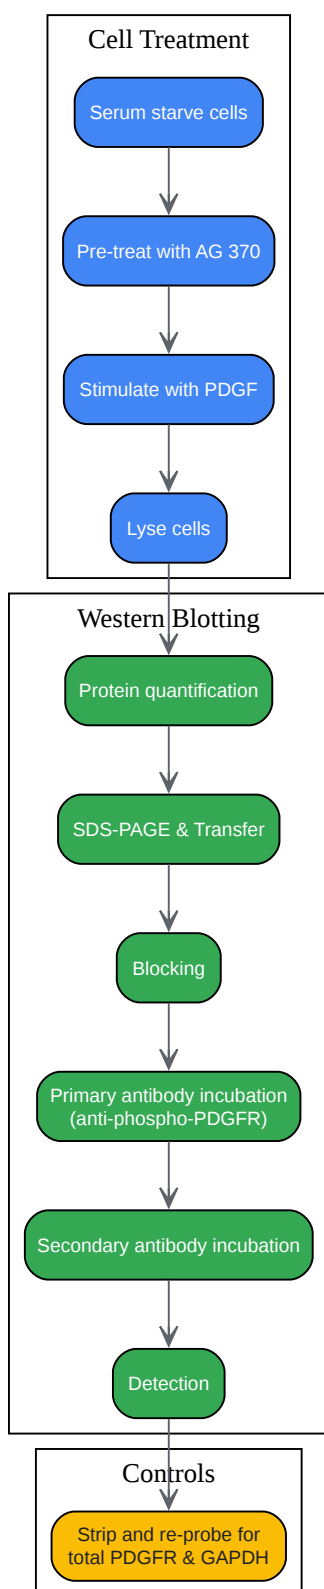 Cell Treatment
Serum starve cells
Pre-treat with AG 370
Stimulate with PDGF
Lyse cells
Western Blotting
Protein quantification
SDS-PAGE & Transfer
Blocking
Primary antibody incubation
(anti-phospho-PDGFR)
Secondary antibody incubation
Detection
Controls
Strip and re-probe for
total PDGFR & GAPDH